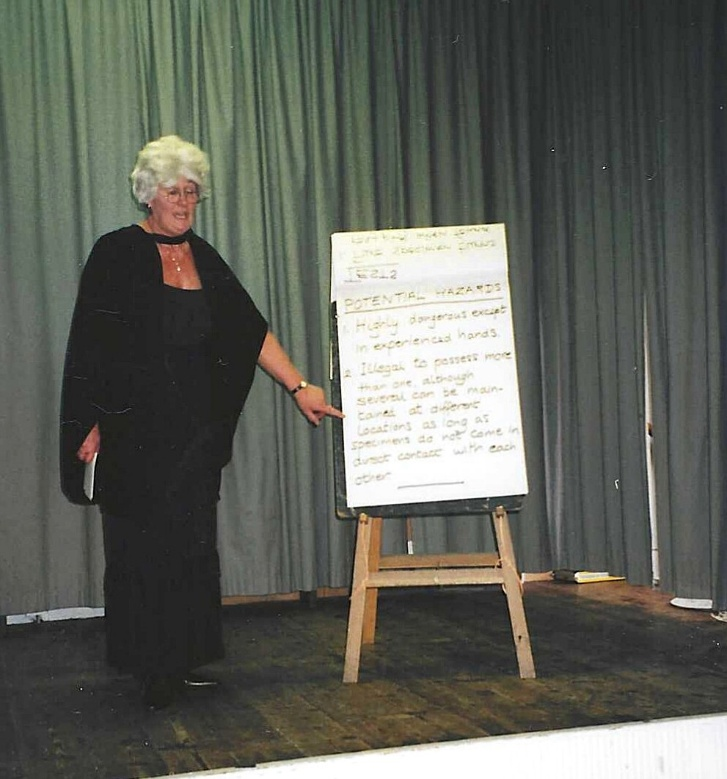 POTENTIAL HAZARDS
1. Highly dangerous except
in experienced hands.
2. Illegal to possess more
than one, although
several can be main-
tained at different
locations as long as
specimens do not come in
direct contact with each
other